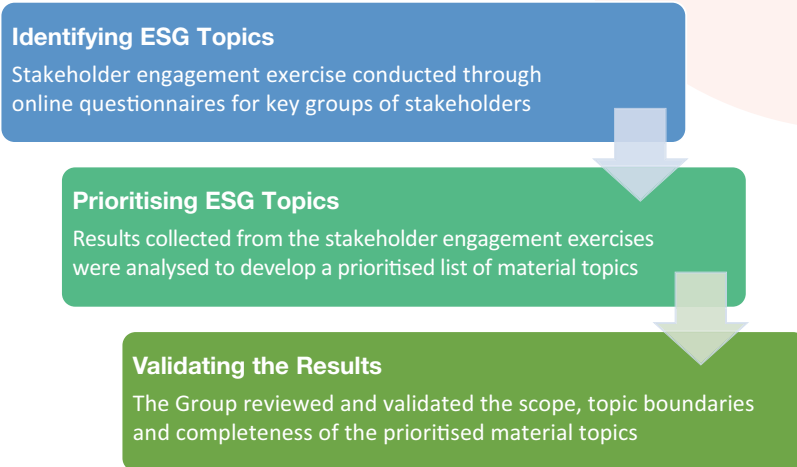 Identifying ESG Topics
Stakeholder engagement exercise conducted through
online questionnaires for key groups of stakeholders
Prioritising ESG Topics
Results collected from the stakeholder engagement exercises
were analysed to develop a prioritised list of material topics
Validating the Results
The Group reviewed and validated the scope, topic boundaries
and completeness of the prioritised material topics